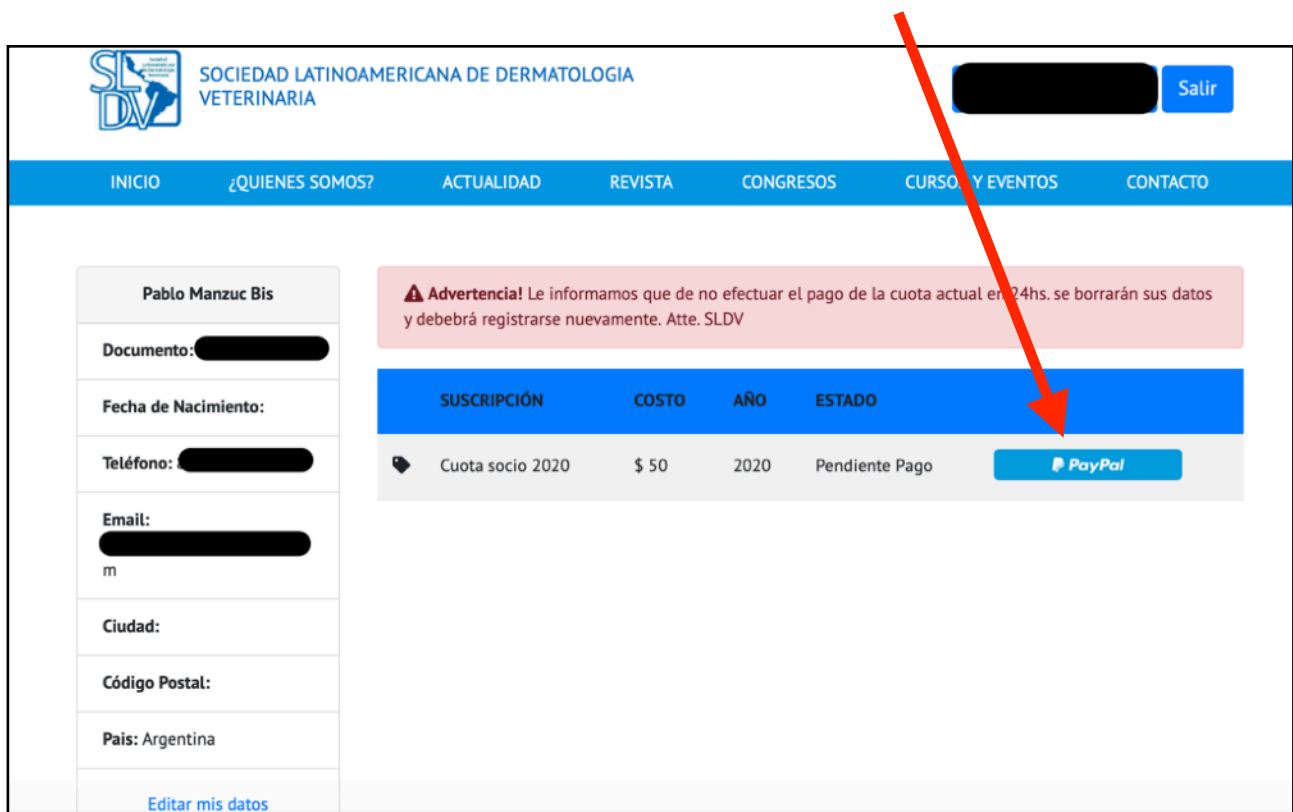 SLDV
SOCIEDAD LATINOAMERICANA DE DERMATOLOGIA
VETERINARIA
Salir
INICIO ¿QUIENES SOMOS? ACTUALIDAD REVISTA CONGRESOS CURSOS Y EVENTOS CONTACTO
Pablo Manzuc Bis
Documento:
Fecha de Nacimiento:
Teléfono:
Email:
m
Ciudad:
Código Postal:
Pais: Argentina
Editar mis datos
Advertencia! Le informamos que de no efectuar el pago de la cuota actual en 24hs. se borrarán sus datos
y debebrá registrarse nuevamente. Atte. SLDV
SUSCRIPCIÓN COSTO AÑO ESTADO
Cuota socio 2020 $ 50 2020 Pendiente Pago PayPal